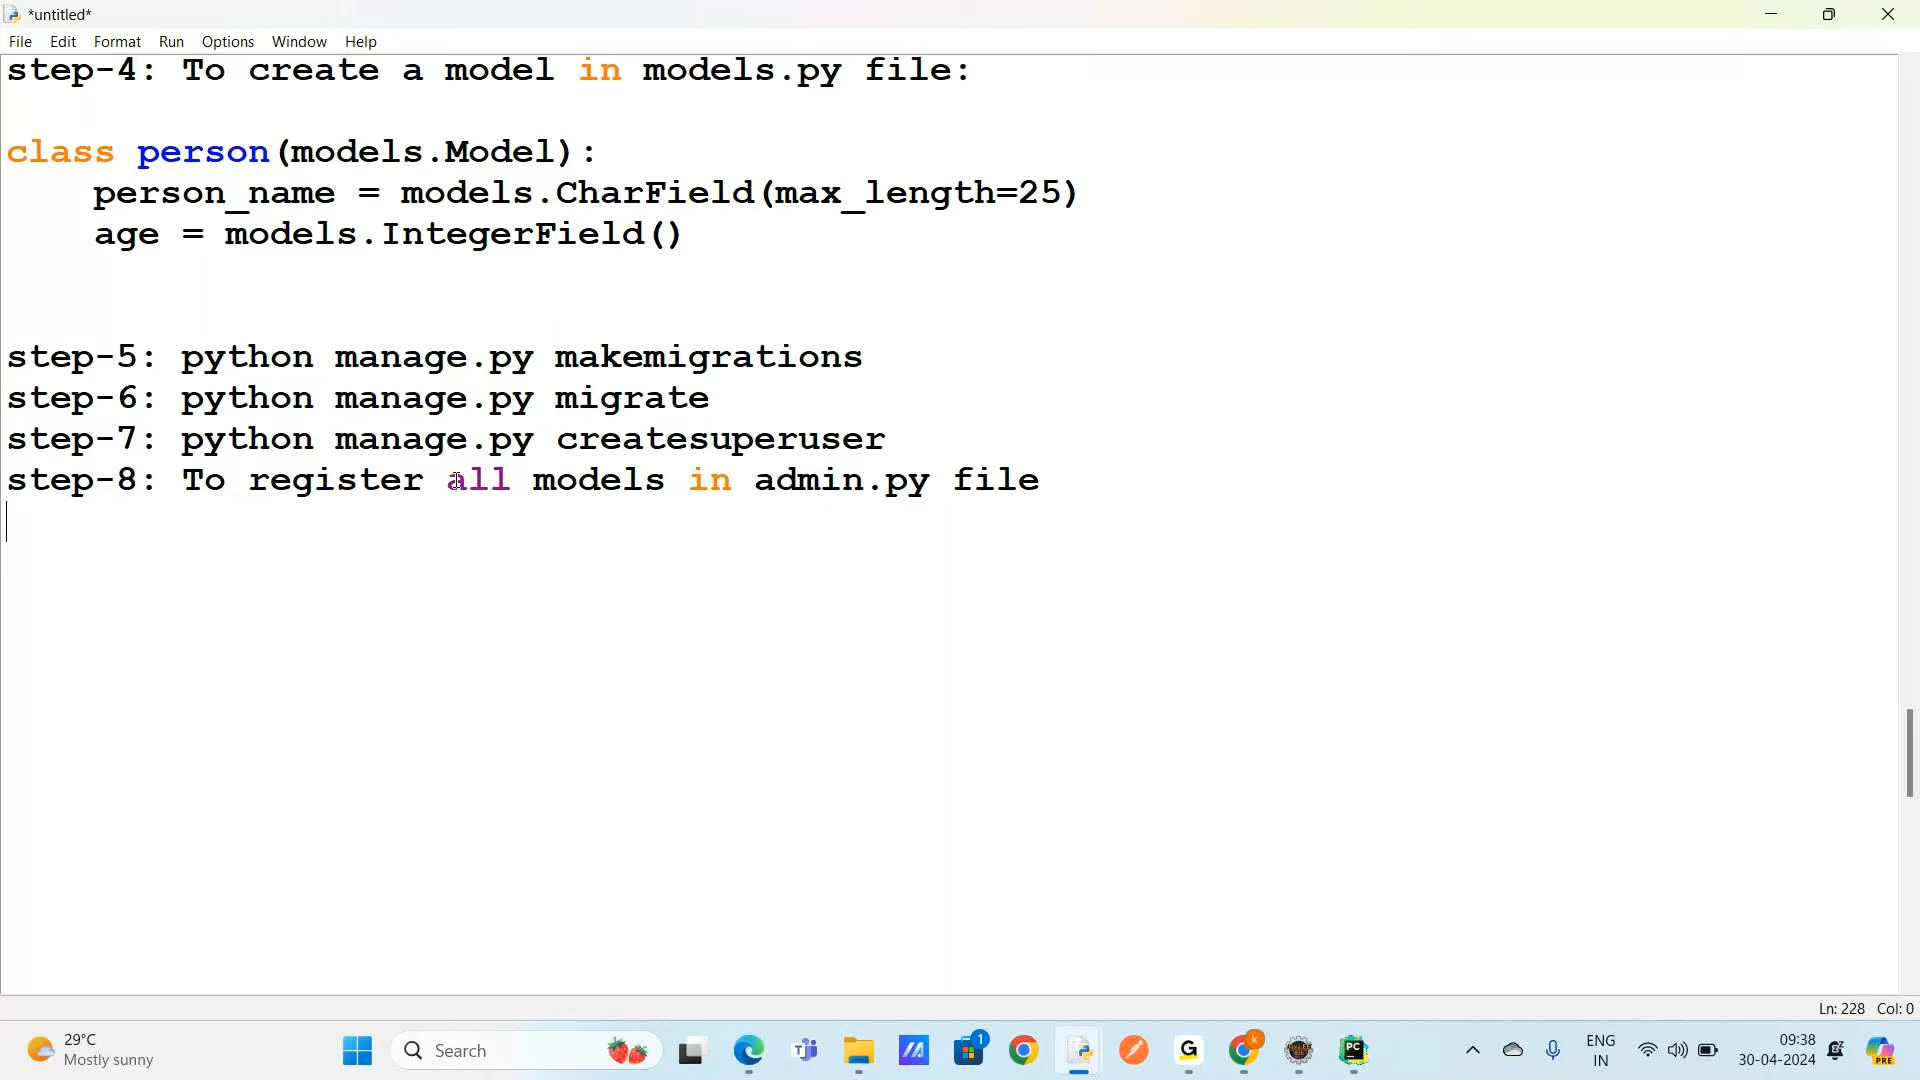 *untitled*
File Edit Format Run Options Window Help
step-4: To create a model in models.py file:
class person(models.Model):
person_name = models.CharField(max_length=25)
age = models.IntegerField()
step-5: python manage.py makemigrations
step-6: python manage.py migrate
step-7: python manage.py createsuperuser
step-8: To register all models in admin.py file
Ln: 228 Col: 0
29°C
Mostly sunny
Search
1
G
k
PC
PRE
ENG
IN
09:38
30-04-2024